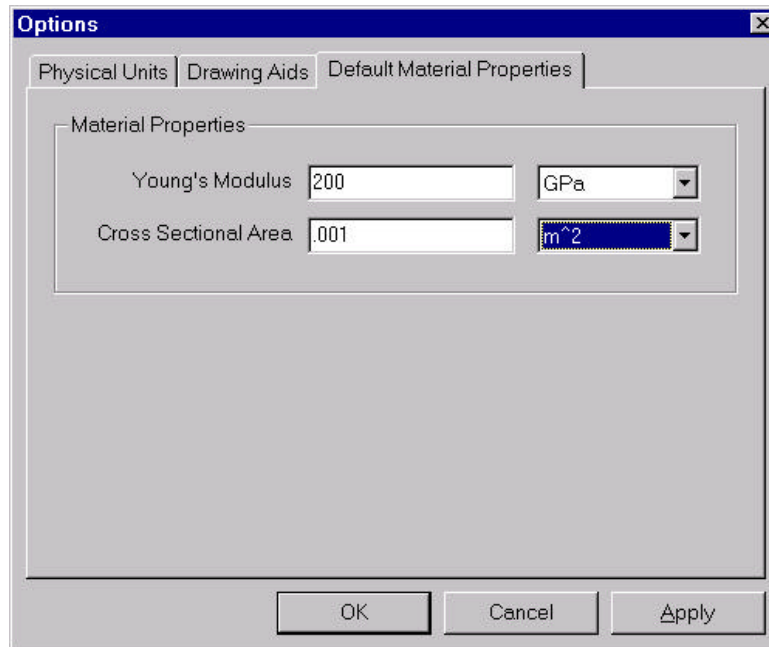 Options
Physical Units Drawing Aids Default Material Properties
Material Properties
Young's Modulus 200 GPa
Cross Sectional Area .001 m^2
OK Cancel Apply